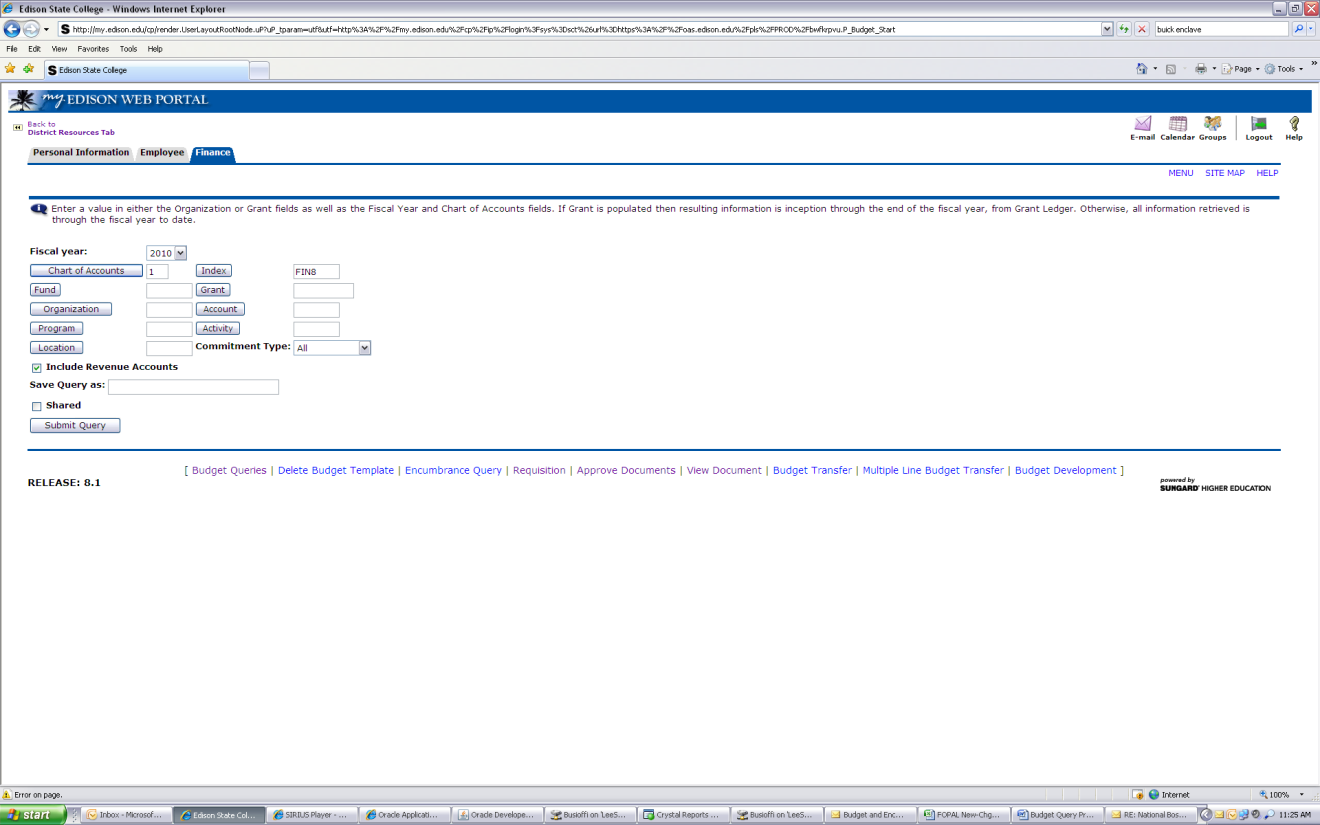 Edison State College - Windows Internet Explorer
http://my.edison.edu/cp/render.UserLayoutRootNode.uP?uP_tparam=utf&utf=http%3A%2F%2Fmy.edison.edu%2Fcp%2Fip%2Flogin%3Fsys%3Dsct%26url%3Dhttps%3A%2F%2Foas.edison.edu%2Fpls%2FPROD%2Fbwfkrpvu.P_Budget_Start
buick enclave
File Edit View Favorites Tools Help
Edison State College
Page Tools
my EDISON WEB PORTAL
Back to
District Resources Tab
E-mail Calendar Groups Logout Help
Personal Information Employee Finance
MENU SITE MAP HELP
Enter a value in either the Organization or Grant fields as well as the Fiscal Year and Chart of Accounts fields. If Grant is populated then resulting information is inception through the end of the fiscal year, from Grant Ledger. Otherwise, all information retrieved is
through the fiscal year to date.
Fiscal year: 2010
Chart of Accounts 1 Index FIN8
Fund Grant
Organization Account
Program Activity
Location Commitment Type: All
Include Revenue Accounts
Save Query as:
Shared
Submit Query
[ Budget Queries | Delete Budget Template | Encumbrance Query | Requisition | Approve Documents | View Document | Budget Transfer | Multiple Line Budget Transfer | Budget Development ]
RELEASE: 8.1
powered by
SUNGARD HIGHER EDUCATION
Error on page.
Internet
100%
start
Inbox - Microsof...
Edison State Col...
SIRIUS Player - ...
Oracle Applicati...
Oracle Develope...
Busioffi on 'LeeS...
Crystal Reports ...
Busioffi on 'LeeS...
Budget and Enc...
FOPAL New-Chg...
Budget Query Pr...
RE: National Bos...
11:25 AM